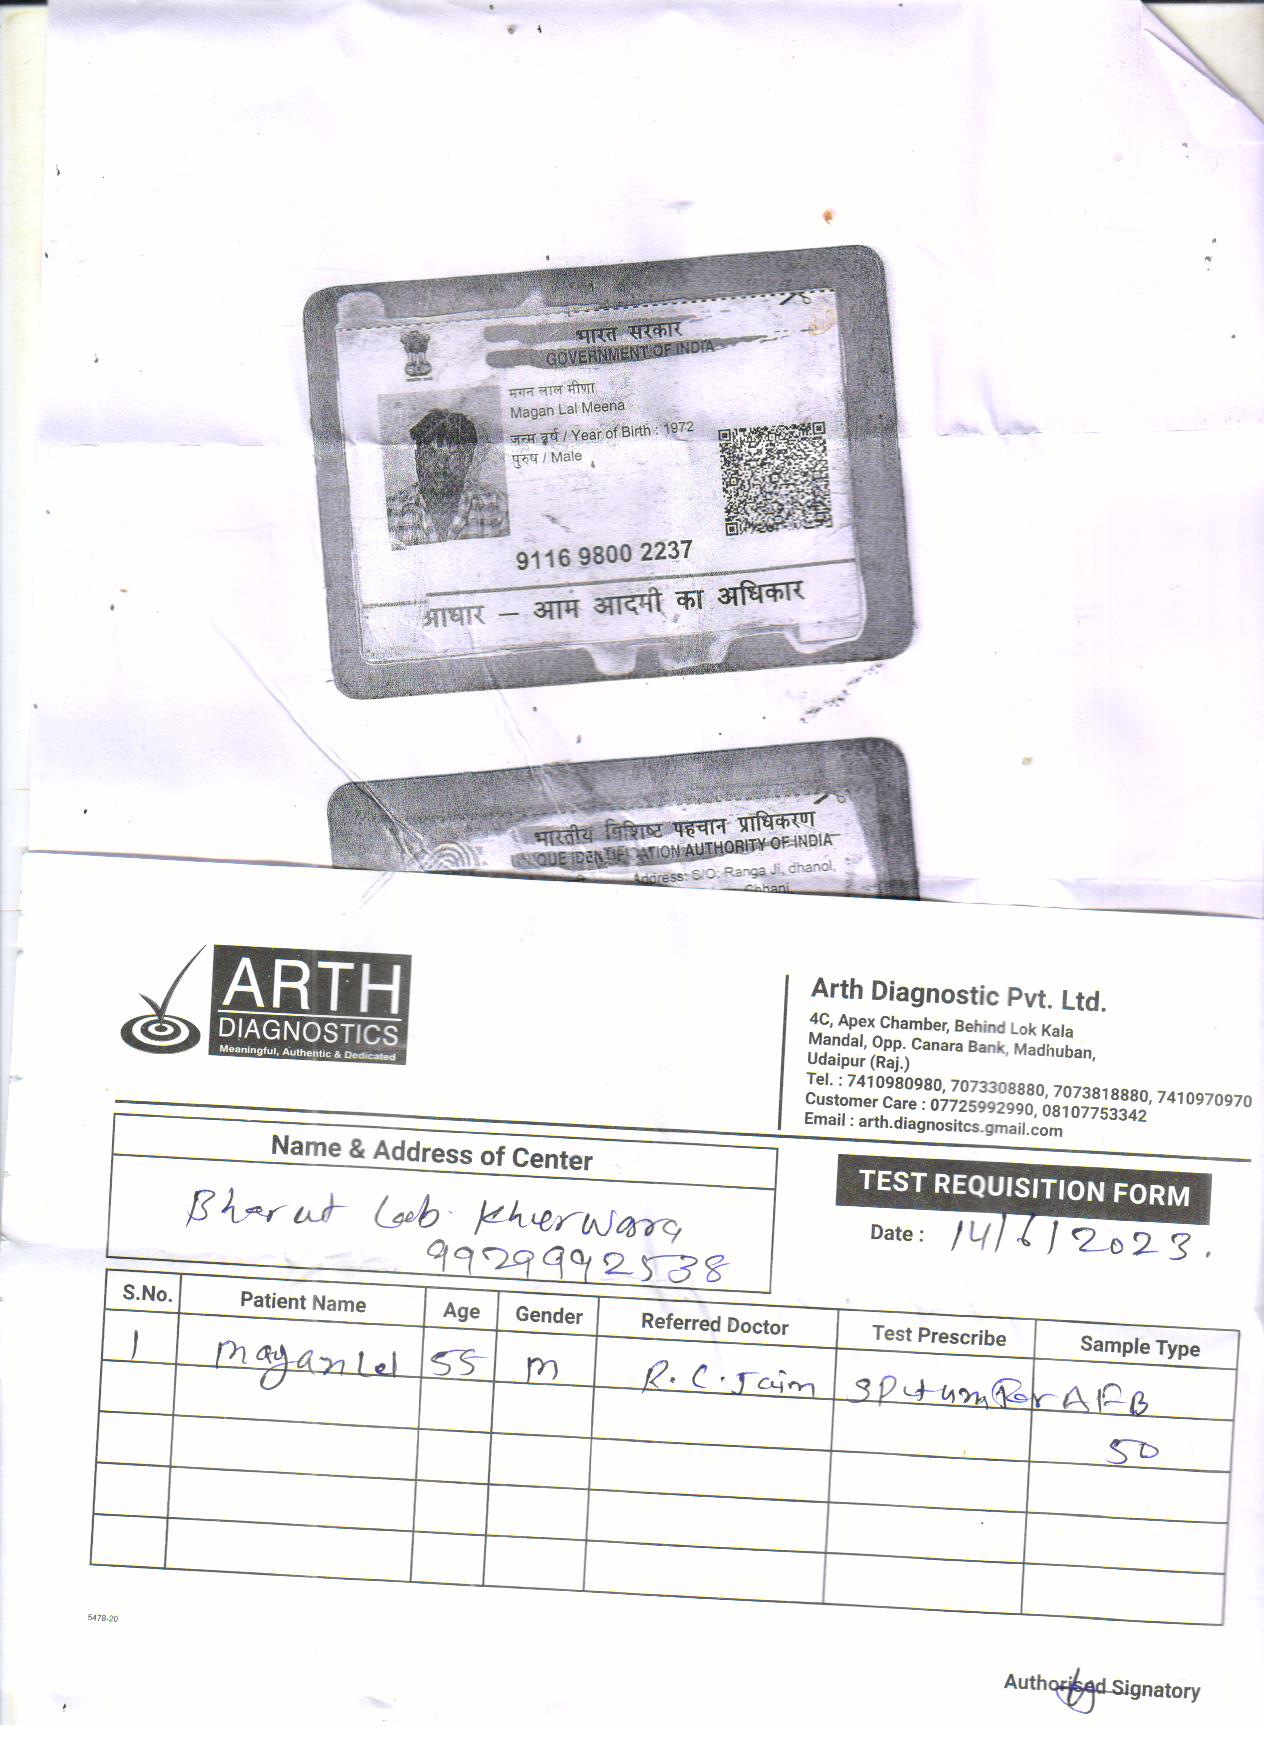 भारत सरकार
GOVERNMENT OF INDIA
मगन लाल मीणा
Magan Lal Meena
जन्म वर्ष / Year of Birth : 1972
पुरुष / Male
9116 9800 2237
आधार – आम आदमी का अधिकार
भारतीय विशिष्ट पहचान प्राधिकरण
UNIQUE IDENTIFICATION AUTHORITY OF INDIA
Address: S/O: Ranga Ji, dhanol,
Chhani,
ARTH
DIAGNOSTICS
Meaningful, Authentic & Dedicated
Arth Diagnostic Pvt. Ltd.
4C, Apex Chamber, Behind Lok Kala
Mandal, Opp. Canara Bank, Madhuban,
Udaipur (Raj.)
Tel. : 7410980980, 7073308880, 7073818880, 7410970970
Customer Care : 07725992990, 08107753342
Email : arth.diagnositcs.gmail.com
Name & Address of Center
Bharat Lab. Kherwara
9929992538
TEST REQUISITION FORM
Date : 14/6/2023.
S.No. Patient Name Age Gender Referred Doctor Test Prescribe Sample Type
1 Maganlal 55 M R.C.Jain Sputum For AFB
50
5478-20
Authorised Signatory